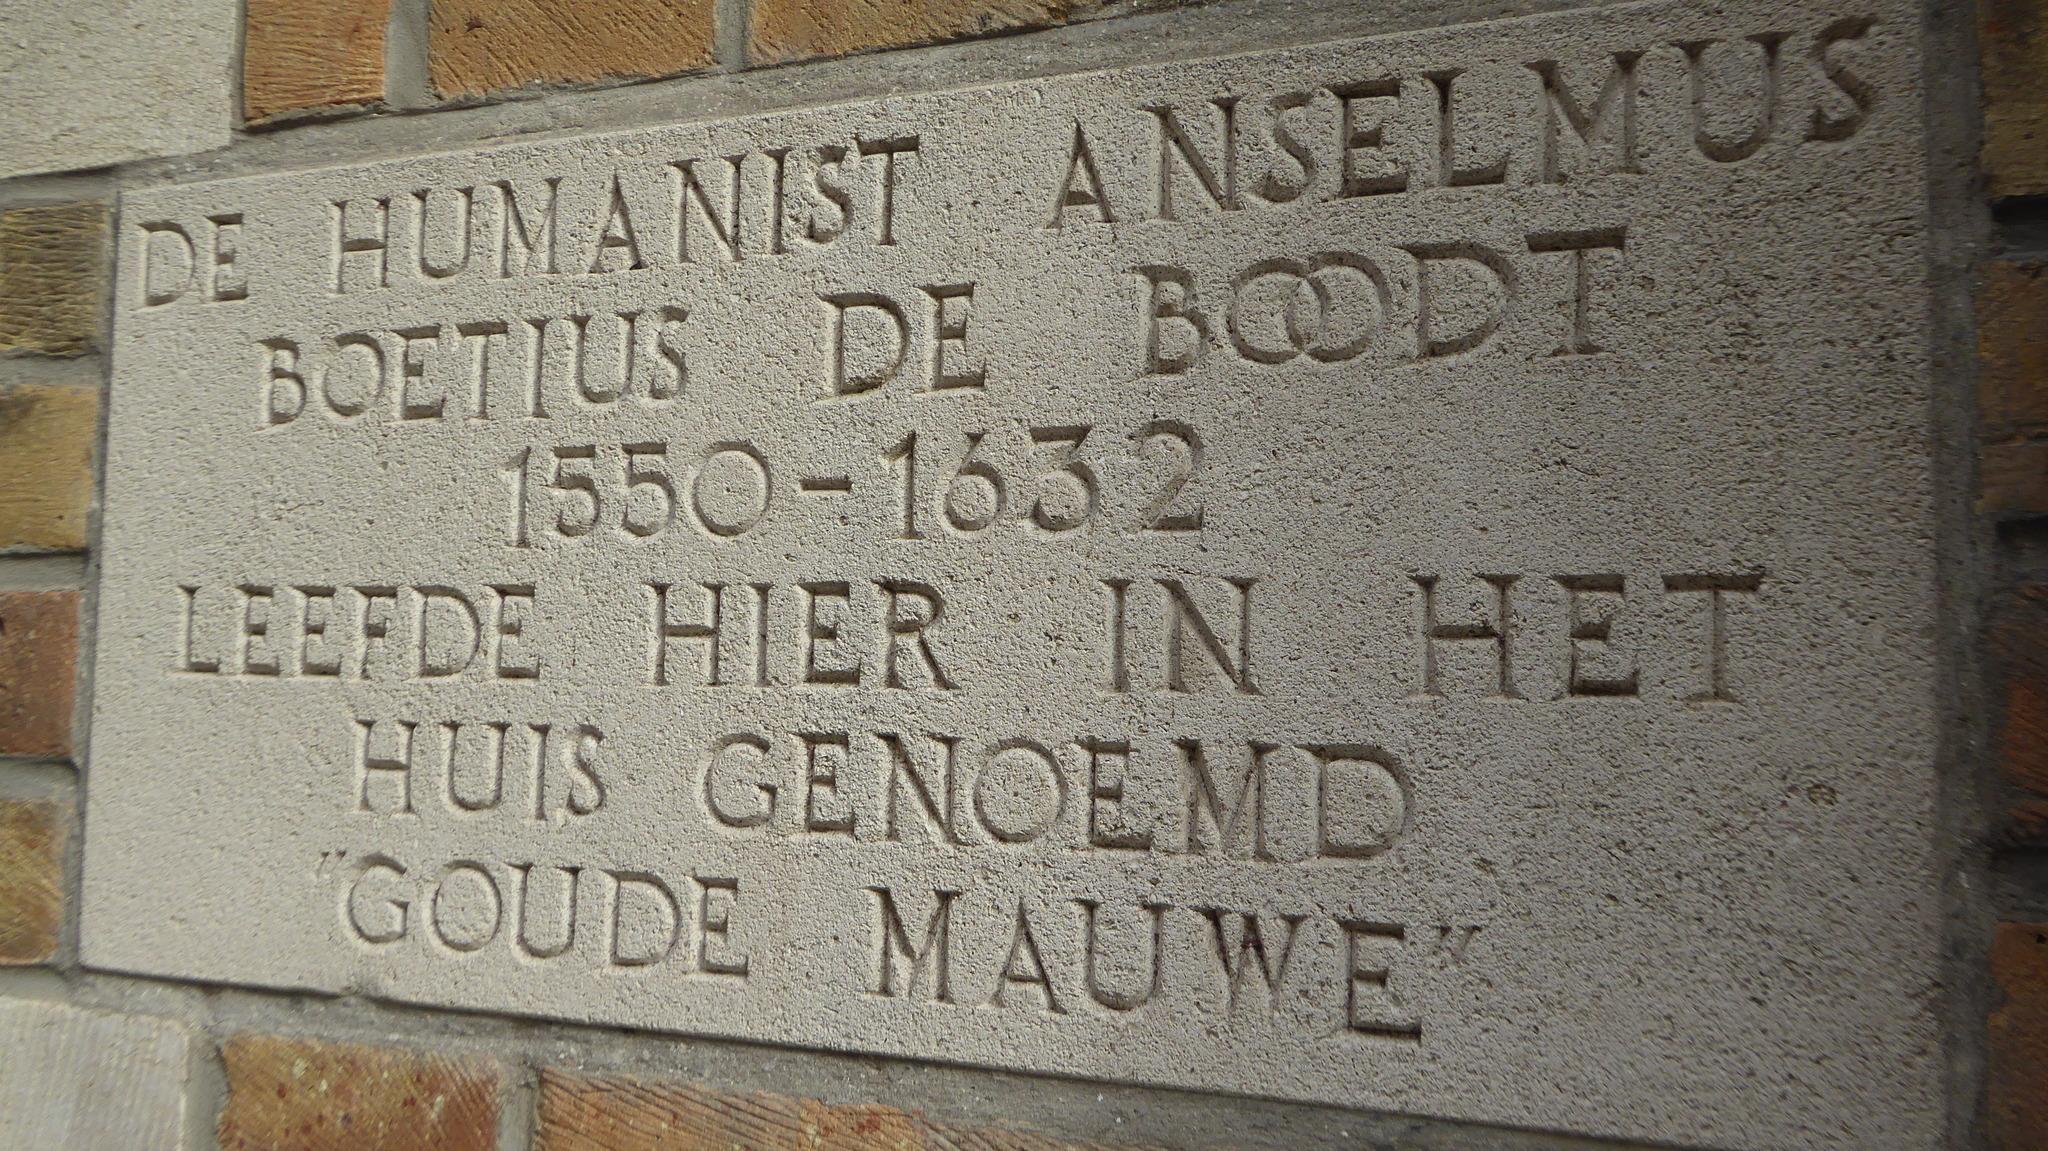 DE HUMANIST ANSELMUS
BOETIUS DE BOODT
1550-1632
LEEFDE HIER IN HET
HUIS GENOEMD
"GOUDE MAUWE"